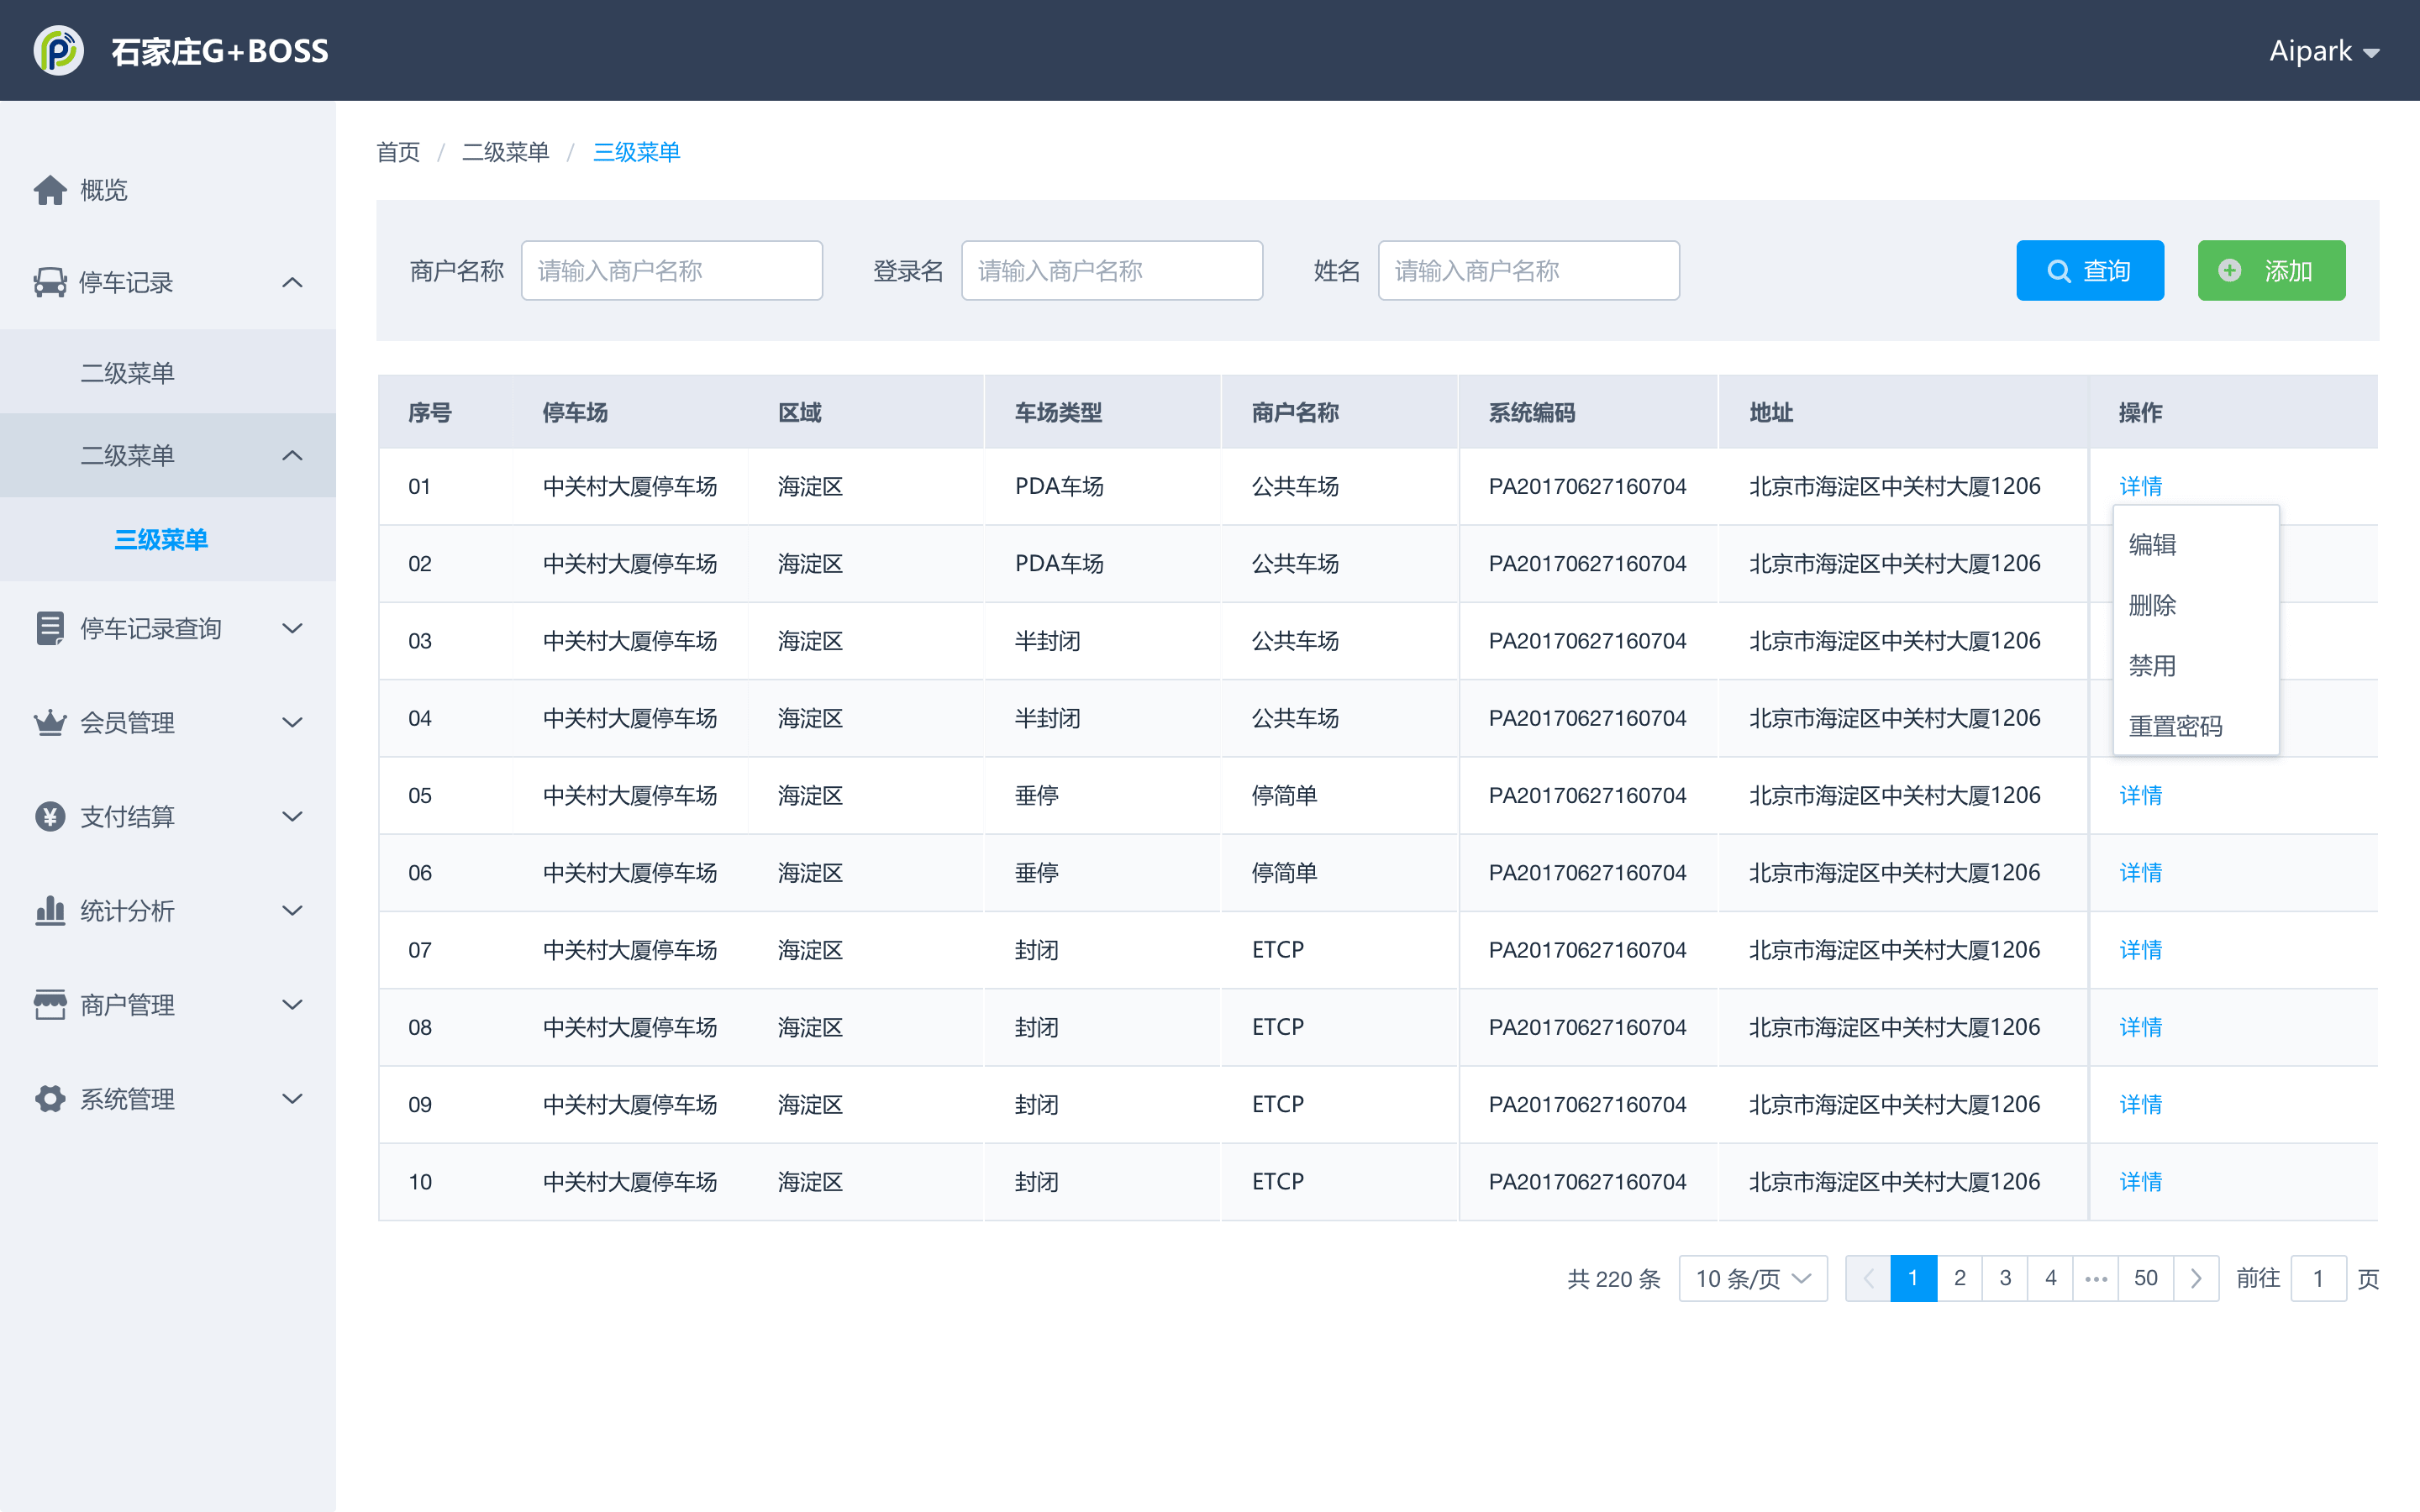 石家庄G+BOSS
Aipark
首页 / 二级菜单 / 三级菜单
概览
停车记录
二级菜单
二级菜单
三级菜单
停车记录查询
会员管理
支付结算
统计分析
商户管理
系统管理
商户名称 请输入商户名称 登录名 请输入商户名称 姓名 请输入商户名称 查询 添加
序号 停车场 区域 车场类型 商户名称 系统编码 地址 操作
01 中关村大厦停车场 海淀区 PDA车场 公共车场 PA20170627160704 北京市海淀区中关村大厦1206 详情
02 中关村大厦停车场 海淀区 PDA车场 公共车场 PA20170627160704 北京市海淀区中关村大厦1206
03 中关村大厦停车场 海淀区 半封闭 公共车场 PA20170627160704 北京市海淀区中关村大厦1206
04 中关村大厦停车场 海淀区 半封闭 公共车场 PA20170627160704 北京市海淀区中关村大厦1206
编辑
删除
禁用
重置密码
05 中关村大厦停车场 海淀区 垂停 停简单 PA20170627160704 北京市海淀区中关村大厦1206 详情
06 中关村大厦停车场 海淀区 垂停 停简单 PA20170627160704 北京市海淀区中关村大厦1206 详情
07 中关村大厦停车场 海淀区 封闭 ETCP PA20170627160704 北京市海淀区中关村大厦1206 详情
08 中关村大厦停车场 海淀区 封闭 ETCP PA20170627160704 北京市海淀区中关村大厦1206 详情
09 中关村大厦停车场 海淀区 封闭 ETCP PA20170627160704 北京市海淀区中关村大厦1206 详情
10 中关村大厦停车场 海淀区 封闭 ETCP PA20170627160704 北京市海淀区中关村大厦1206 详情
共 220 条 10 条/页 1 2 3 4 ••• 50 前往 1 页